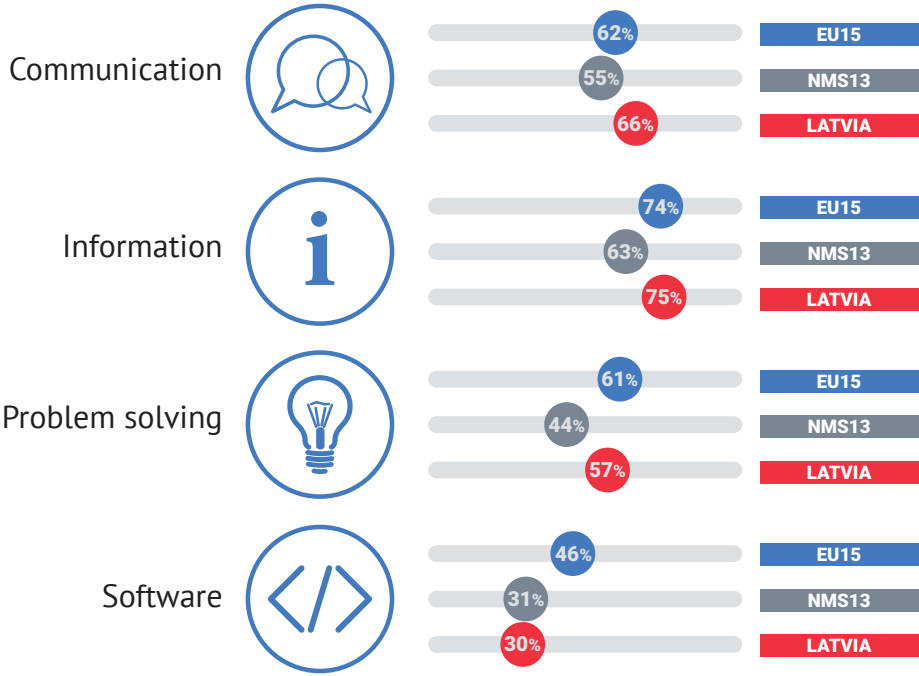 Communication
62% EU15
55% NMS13
66% LATVIA
Information
74% EU15
63% NMS13
75% LATVIA
Problem solving
61% EU15
44% NMS13
57% LATVIA
Software
46% EU15
31% NMS13
30% LATVIA